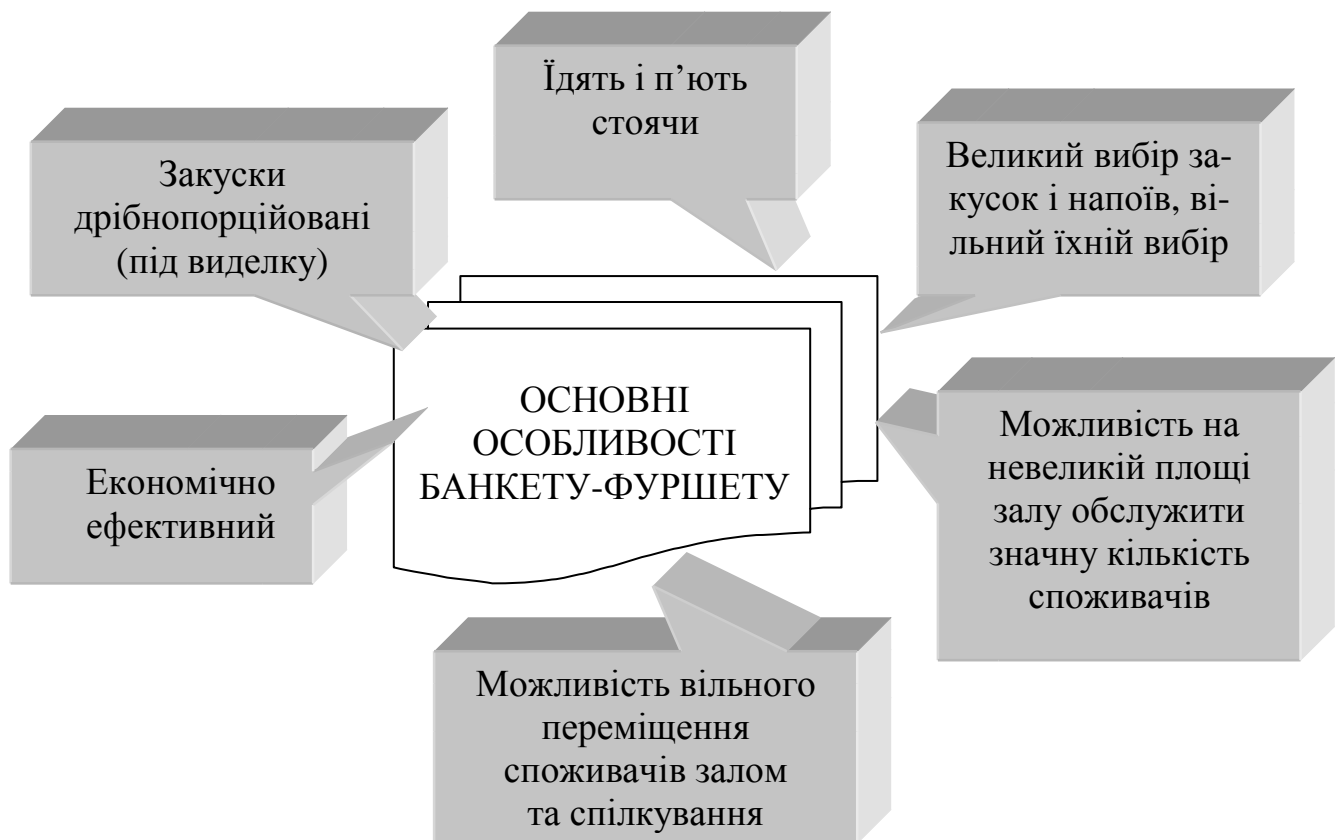 Їдять і п’ють
стоячи
Закуски
дрібнопорційовані
(під виделку)
Великий вибір за-
кусок і напоїв, ві-
льний їхній вибір
ОСНОВНІ
ОСОБЛИВОСТІ
БАНКЕТУ-ФУРШЕТУ
Економічно
ефективний
Можливість на
невеликій площі
залу обслужити
значну кількість
споживачів
Можливість вільного
переміщення
споживачів залом
та спілкування